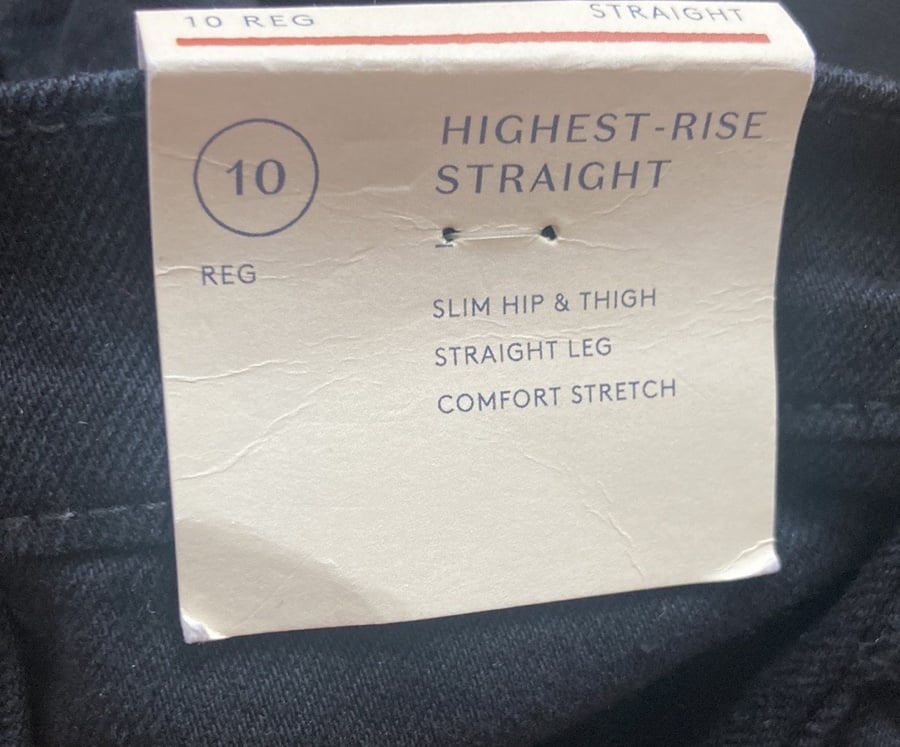 10 REG STRAIGHT
10
REG
HIGHEST-RISE
STRAIGHT
SLIM HIP & THIGH
STRAIGHT LEG
COMFORT STRETCH